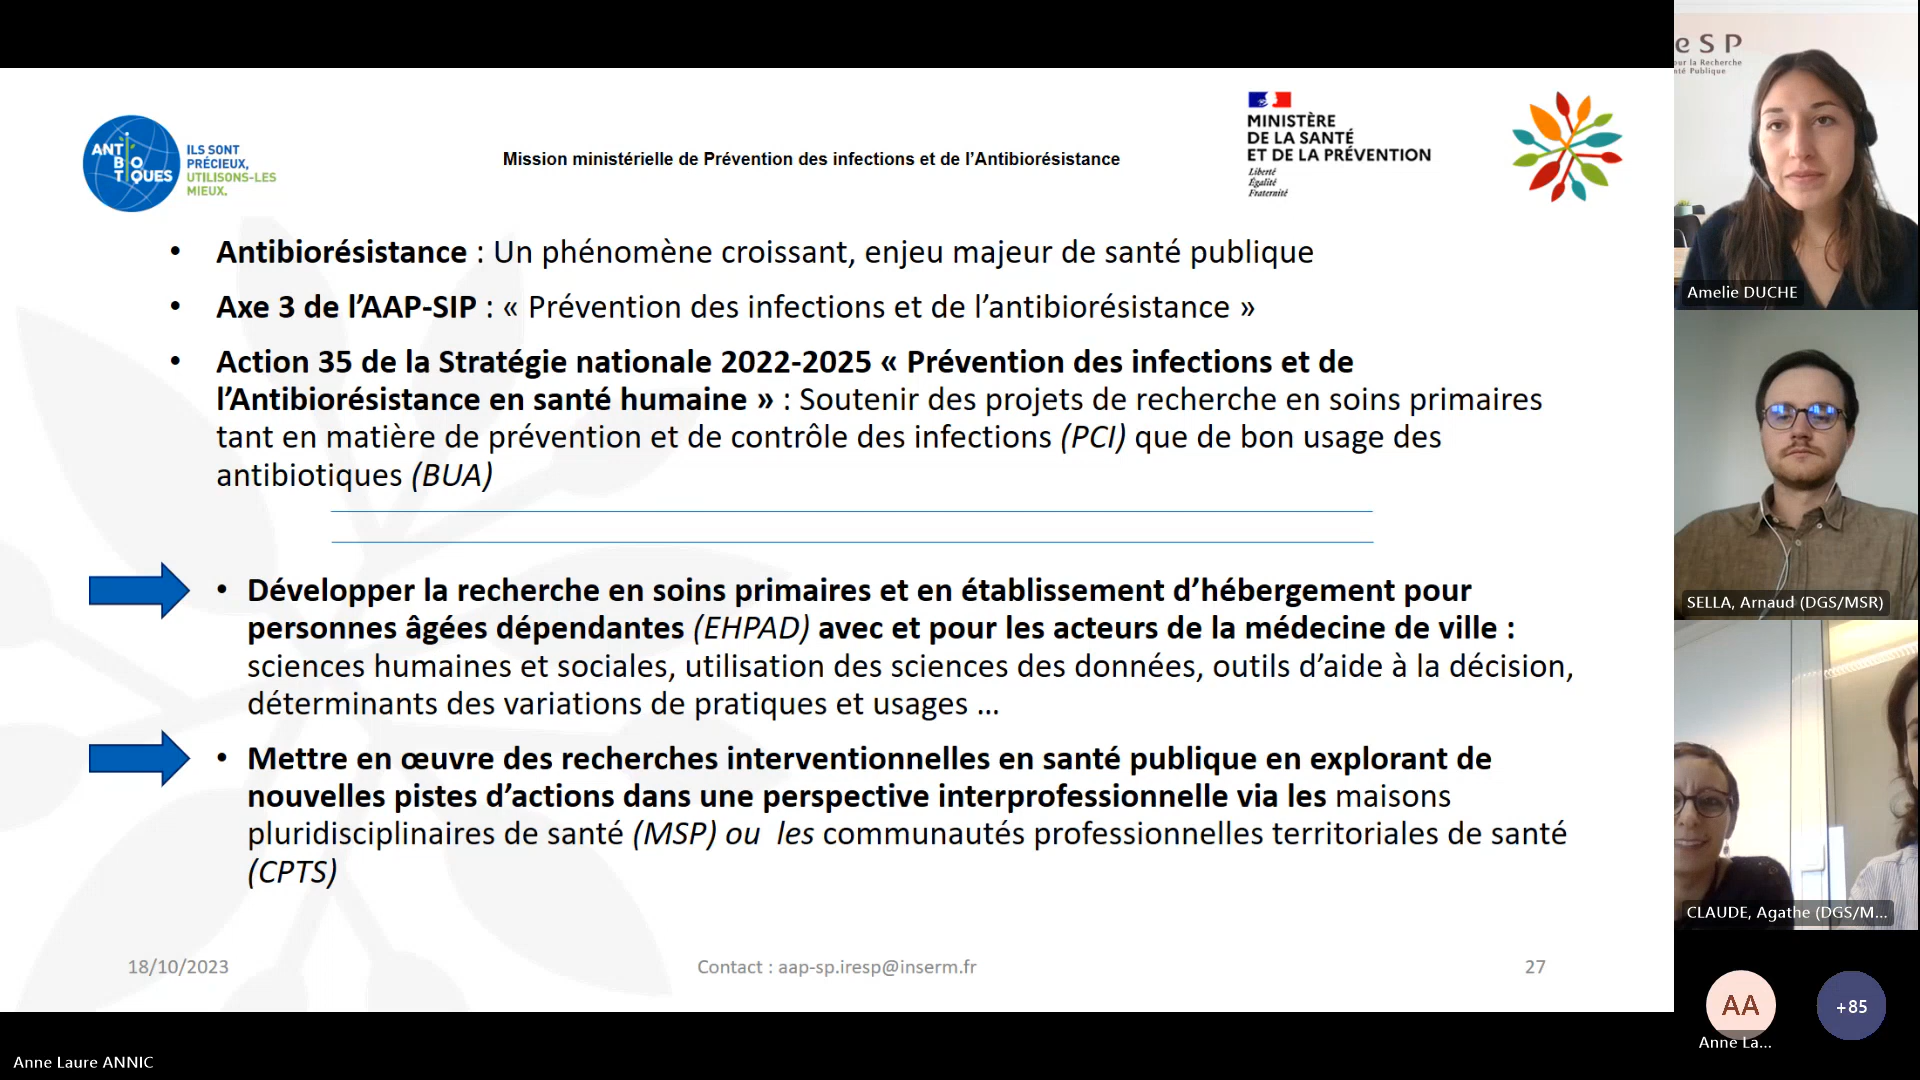 ANTIBIOTIQUES
ILS SONT
PRÉCIEUX,
UTILISONS-LES
MIEUX.
Mission ministérielle de Prévention des infections et de l'Antibiorésistance
MINISTÈRE
DE LA SANTÉ
ET DE LA PRÉVENTION
Liberté
Égalité
Fraternité
• Antibiorésistance : Un phénomène croissant, enjeu majeur de santé publique
• Axe 3 de l'AAP-SIP : « Prévention des infections et de l'antibiorésistance »
• Action 35 de la Stratégie nationale 2022-2025 « Prévention des infections et de
l'Antibiorésistance en santé humaine » : Soutenir des projets de recherche en soins primaires
tant en matière de prévention et de contrôle des infections (PCI) que de bon usage des
antibiotiques (BUA)
• Développer la recherche en soins primaires et en établissement d'hébergement pour
personnes âgées dépendantes (EHPAD) avec et pour les acteurs de la médecine de ville :
sciences humaines et sociales, utilisation des sciences des données, outils d'aide à la décision,
déterminants des variations de pratiques et usages ...
• Mettre en œuvre des recherches interventionnelles en santé publique en explorant de
nouvelles pistes d'actions dans une perspective interprofessionnelle via les maisons
pluridisciplinaires de santé (MSP) ou les communautés professionnelles territoriales de santé
(CPTS)
18/10/2023
Contact : aap-sp.iresp@inserm.fr
27
Anne Laure ANNIC
e S P
our la Recherche
nté Publique
Amelie DUCHE
SELLA, Arnaud (DGS/MSR)
CLAUDE, Agathe (DGS/M...
AA
Anne La...
+85